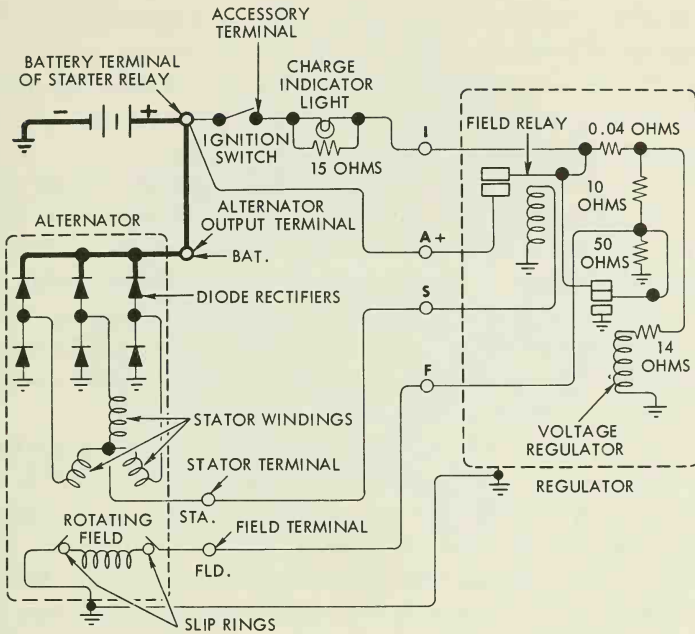 ACCESSORY
TERMINAL
BATTERY TERMINAL
OF STARTER RELAY
CHARGE
INDICATOR
LIGHT
-
+
IGNITION
SWITCH
15 OHMS
I
FIELD RELAY
0.04 OHMS
10
OHMS
ALTERNATOR
ALTERNATOR
OUTPUT TERMINAL
BAT.
A+
50
OHMS
DIODE RECTIFIERS
S
14
OHMS
F
STATOR WINDINGS
VOLTAGE
REGULATOR
STATOR TERMINAL
REGULATOR
STA.
ROTATING
FIELD
FIELD TERMINAL
FLD.
SLIP RINGS